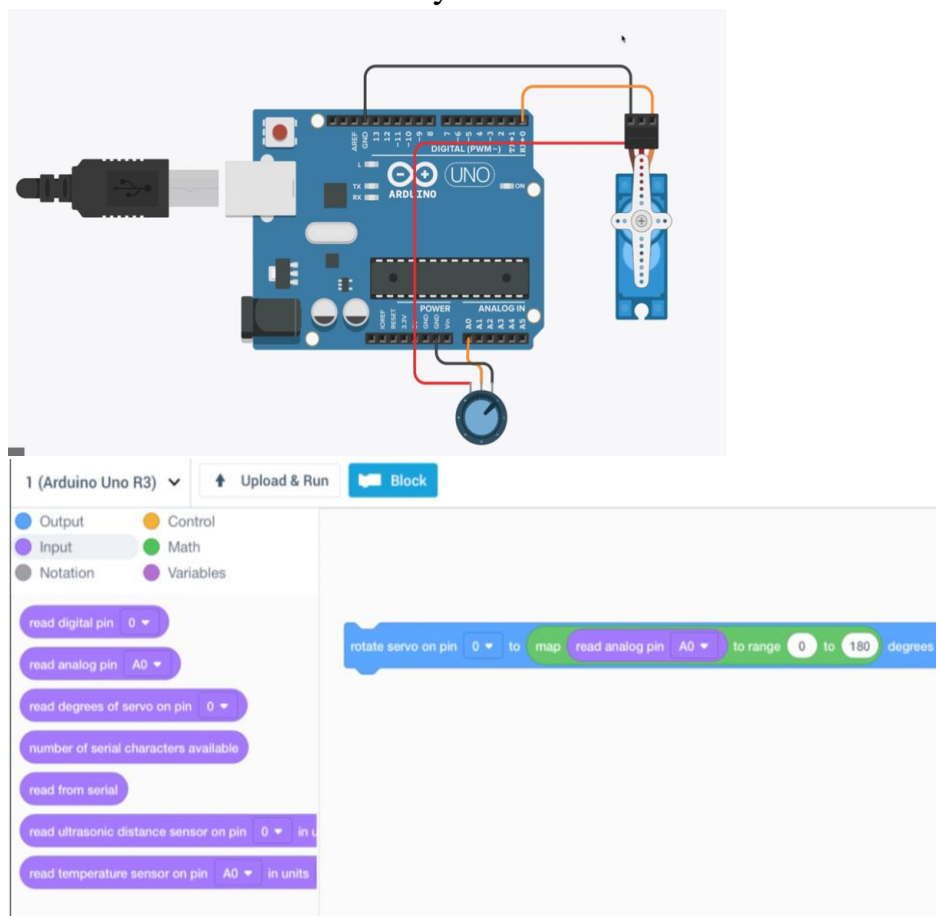 AREF
GND
13
12
~11
~10
~9
8
7
~6
~5
4
~3
2
TX→1
RX←0
DIGITAL (PWM~)
L
TX
RX
ARDUINO
UNO
ON
POWER
ANALOG IN
IOREF
RESET
3.3V
GND
GND
Vin
A0
A1
A2
A3
A4
A5
1 (Arduino Uno R3)
Upload & Run
Block
Output
Control
Input
Math
Notation
Variables
read digital pin 0
read analog pin A0
rotate servo on pin 0 to map read analog pin A0 to range 0 to 180 degrees
read degrees of servo on pin 0
number of serial characters available
read from serial
read ultrasonic distance sensor on pin 0 in u
read temperature sensor on pin A0 in units